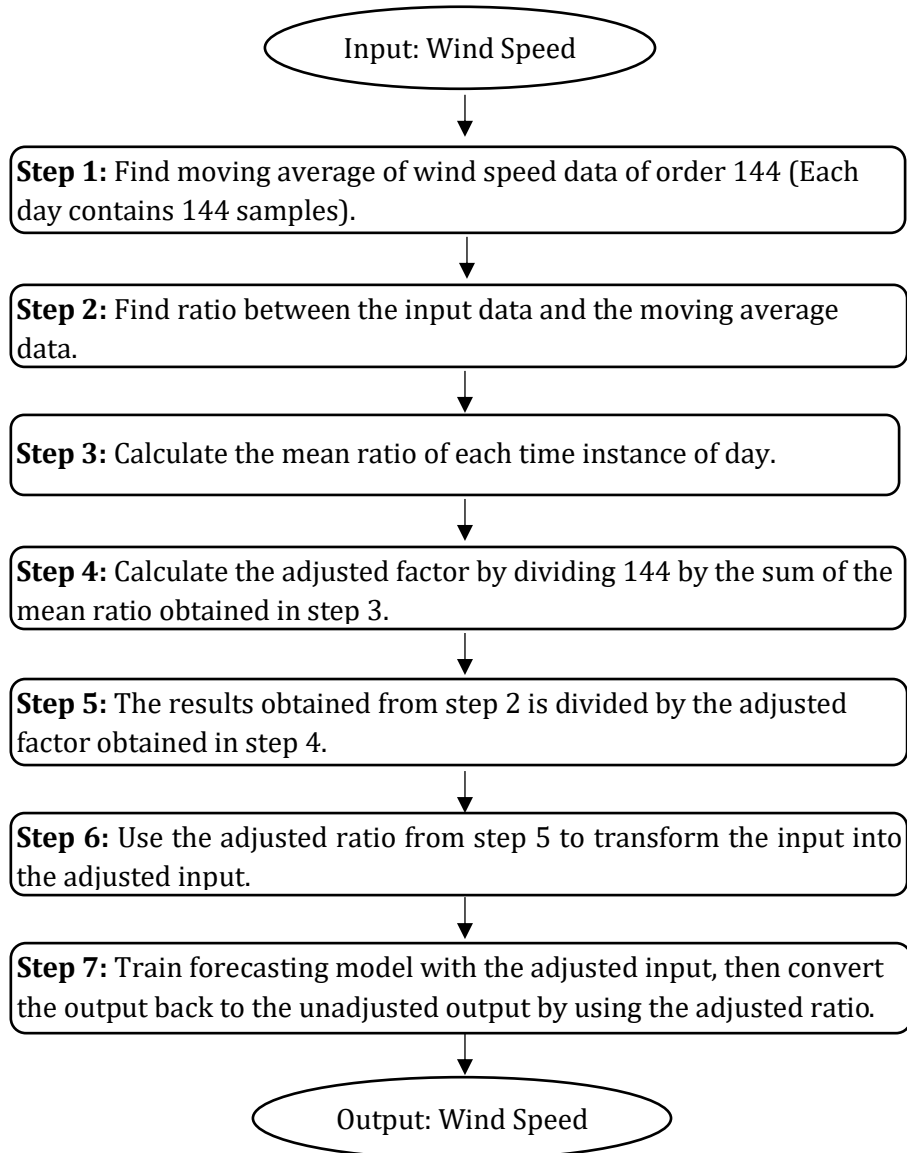 Input: Wind Speed
Step 1: Find moving average of wind speed data of order 144 (Each
day contains 144 samples).
Step 2: Find ratio between the input data and the moving average
data.
Step 3: Calculate the mean ratio of each time instance of day.
Step 4: Calculate the adjusted factor by dividing 144 by the sum of the
mean ratio obtained in step 3.
Step 5: The results obtained from step 2 is divided by the adjusted
factor obtained in step 4.
Step 6: Use the adjusted ratio from step 5 to transform the input into
the adjusted input.
Step 7: Train forecasting model with the adjusted input, then convert
the output back to the unadjusted output by using the adjusted ratio.
Output: Wind Speed